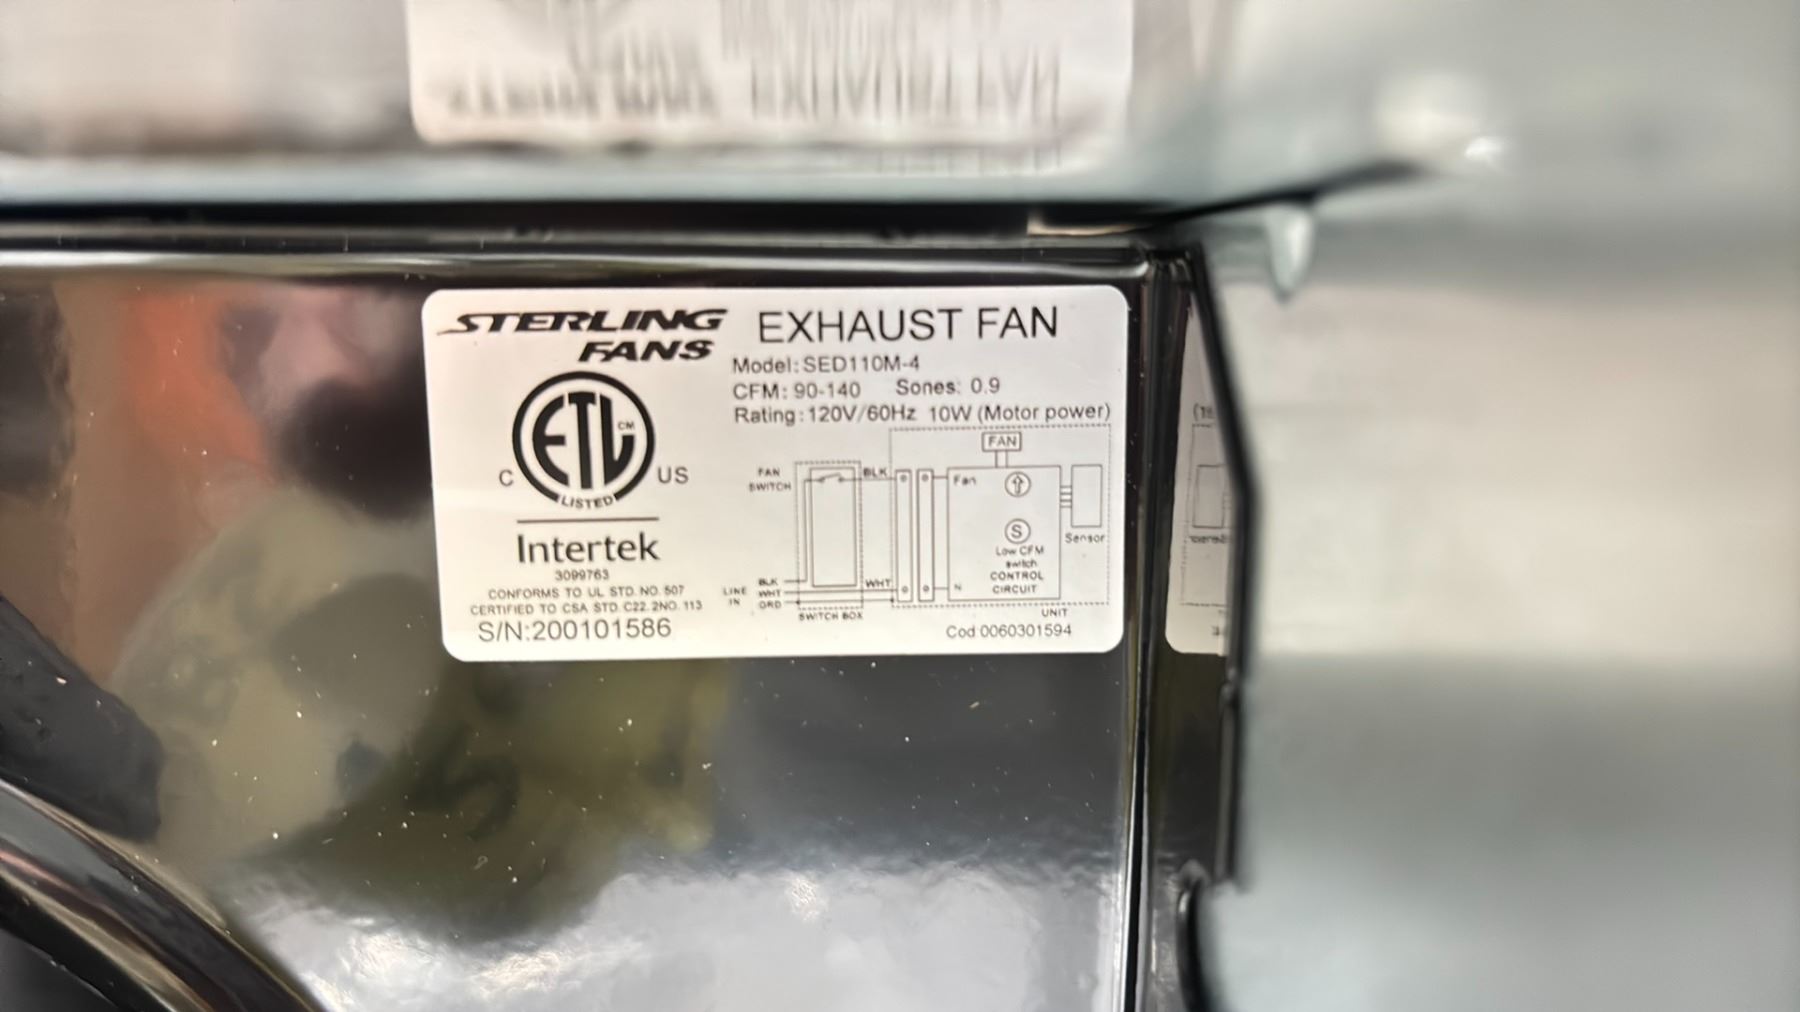 STERLING FANS
EXHAUST FAN
Model:SED110M-4
CFM: 90-140 Sones: 0.9
Rating:120V/60Hz 10W (Motor power)
C ETL CM LISTED US
Intertek
3099763
CONFORMS TO UL STD. NO. 507
CERTIFIED TO CSA STD. C22. 2NO. 113
S/N:200101586
FAN
FAN SWITCH
BLK
Fan
S
Low CFM
switch
CONTROL
CIRCUIT
Sensor
LINE IN
BLK
WHT
GRD
WHT
N
SWITCH BOX
UNIT
Cod 0060301594